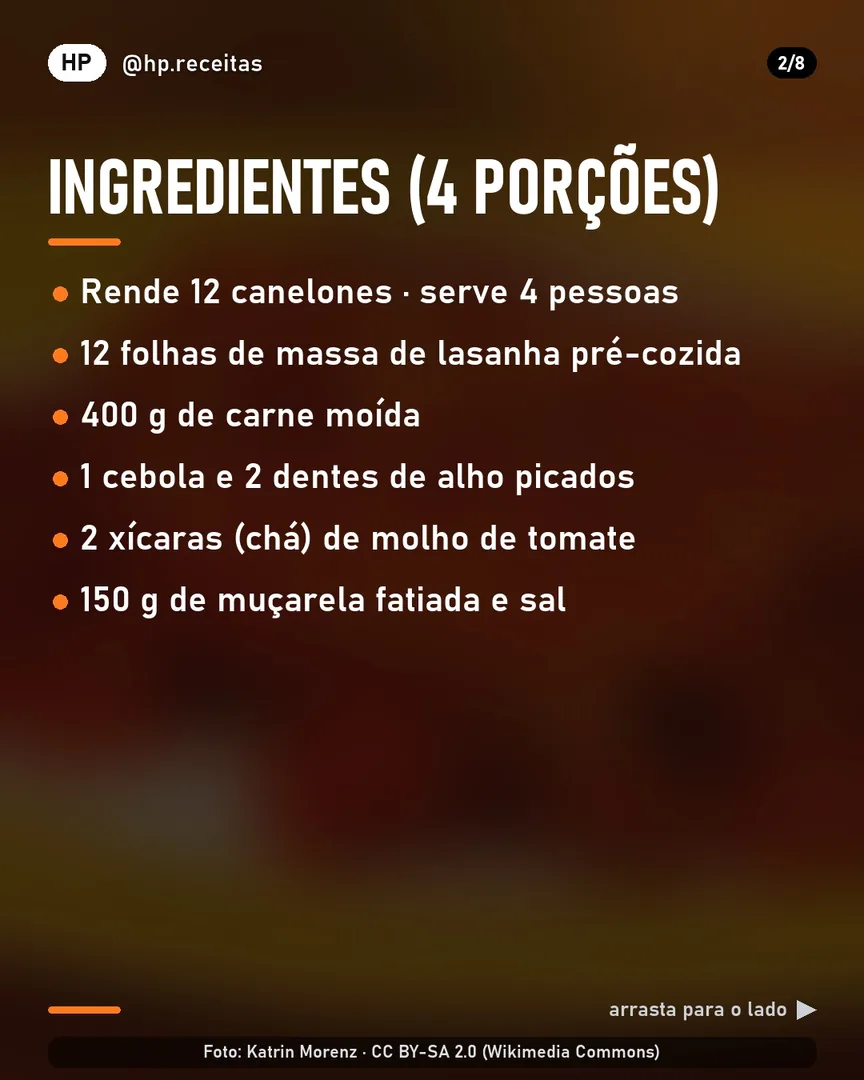 HP @hp.receitas 2/8
INGREDIENTES (4 PORÇÕES)
• Rende 12 canelones · serve 4 pessoas
• 12 folhas de massa de lasanha pré-cozida
• 400 g de carne moída
• 1 cebola e 2 dentes de alho picados
• 2 xícaras (chá) de molho de tomate
• 150 g de muçarela fatiada e sal
arrasta para o lado ▶
Foto: Katrin Morenz · CC BY-SA 2.0 (Wikimedia Commons)